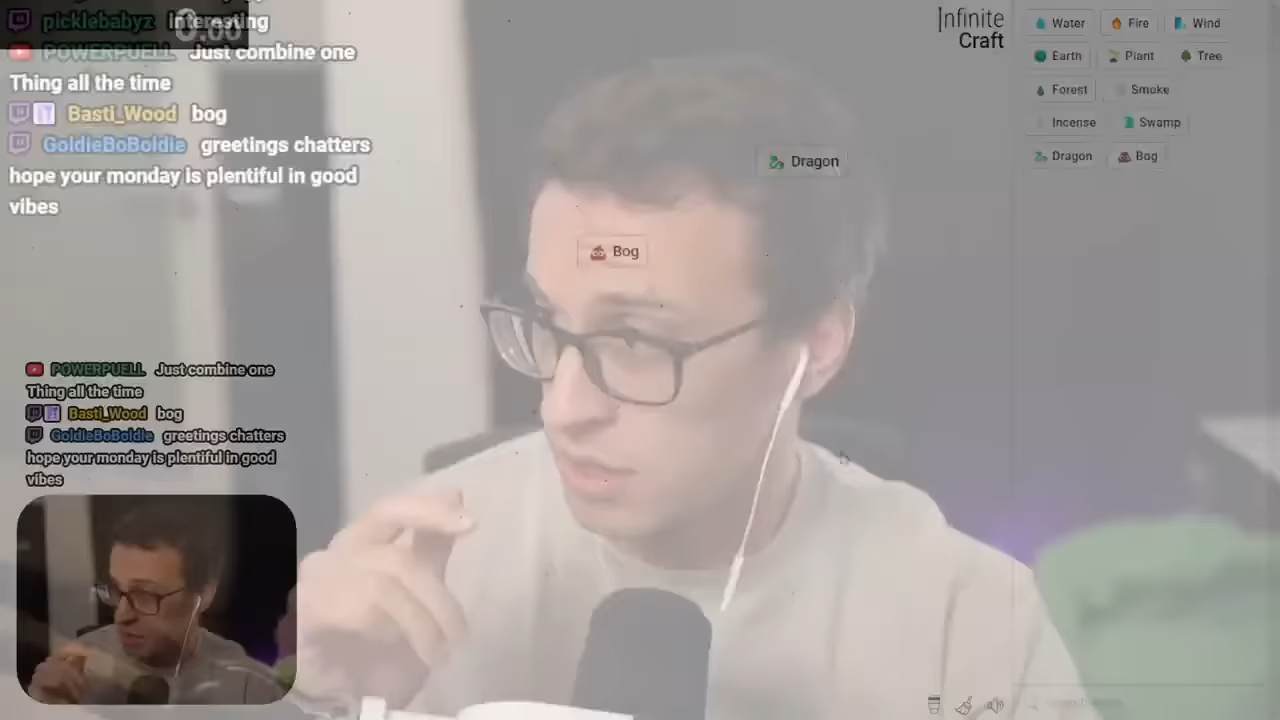 picklebabyz Interesting
0.00
POWERPUELL Just combine one
Thing all the time
Basti_Wood bog
GoldieBoBoldie greetings chatters
hope your monday is plentiful in good
vibes
Infinite
Craft
Water Fire Wind
Earth Plant Tree
Forest Smoke
Incense Swamp
Dragon Bog
Dragon
Bog
POWERPUELL Just combine one
Thing all the time
Basti_Wood bog
GoldieBoBoldie greetings chatters
hope your monday is plentiful in good
vibes